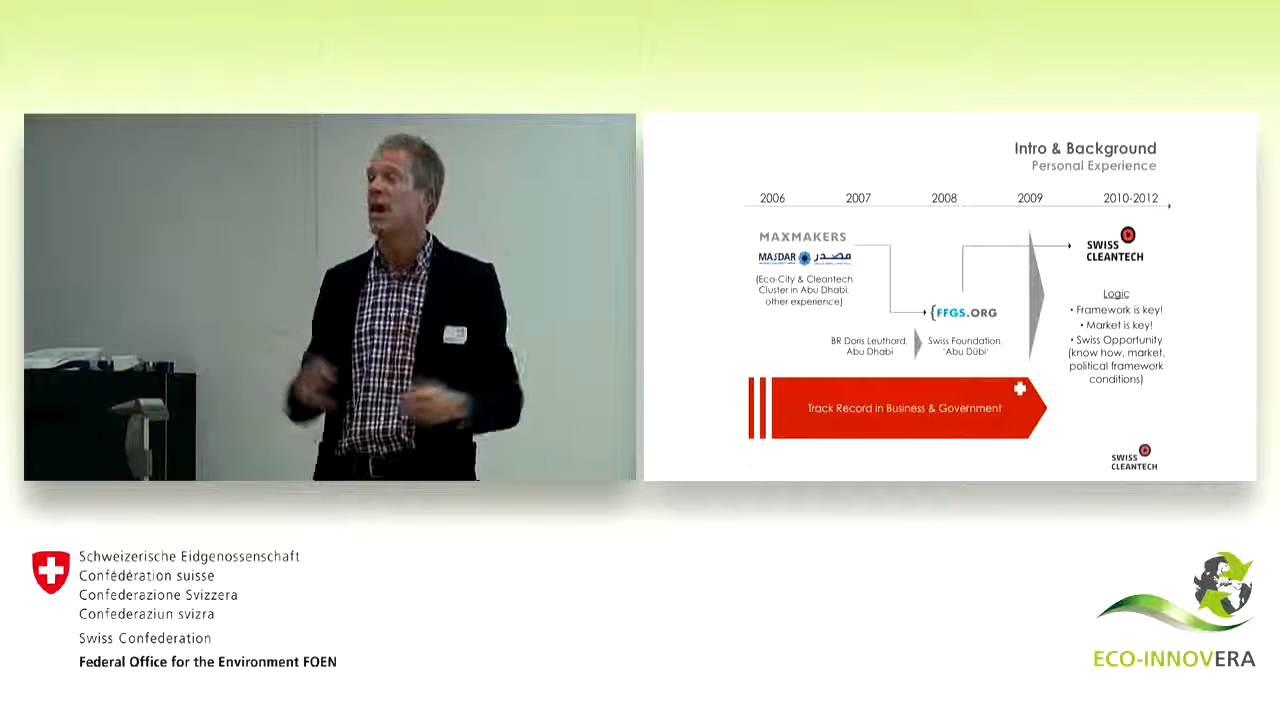 Intro & Background
Personal Experience
2006 2007 2008 2009 2010-2012
MAXMAKERS
MASDAR مصدر
(Eco-City & Cleantech
Cluster in Abu Dhabi,
other experience)
{FFGS.ORG
BR Doris Leuthard,
Abu Dhabi
Swiss Foundation,
'Abu Dübi'
SWISS
CLEANTECH
Logic
• Framework is key!
• Market is key!
• Swiss Opportunity
(know how, market,
political framework
conditions)
Track Record in Business & Government
SWISS
CLEANTECH
Schweizerische Eidgenossenschaft
Confédération suisse
Confederazione Svizzera
Confederaziun svizra
Swiss Confederation
Federal Office for the Environment FOEN
ECO-INNOVERA